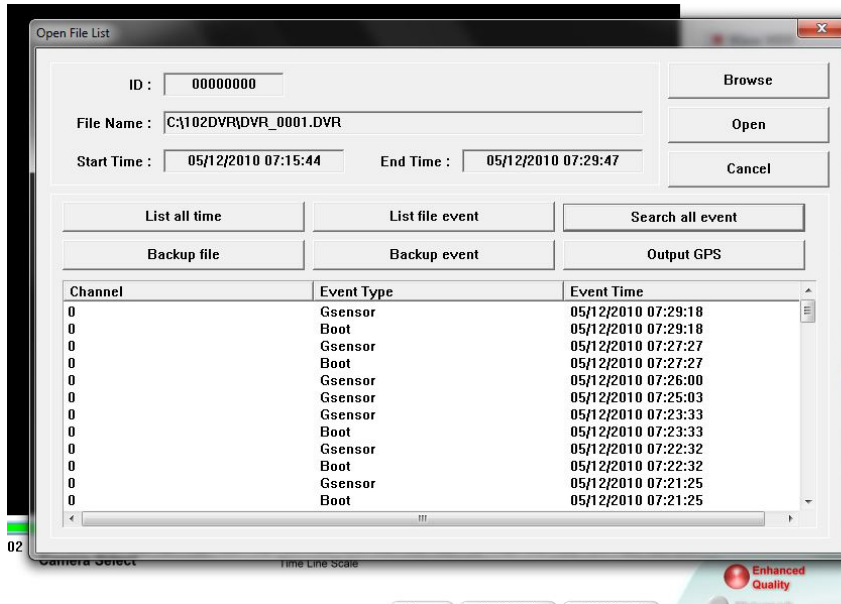 Open File List
ID : 00000000
Browse
File Name : C:\102DVR\DVR_0001.DVR
Open
Start Time : 05/12/2010 07:15:44 End Time : 05/12/2010 07:29:47
Cancel
List all time List file event Search all event
Backup file Backup event Output GPS
Channel Event Type Event Time
0 Gsensor 05/12/2010 07:29:18
0 Boot 05/12/2010 07:29:18
0 Gsensor 05/12/2010 07:27:27
0 Boot 05/12/2010 07:27:27
0 Gsensor 05/12/2010 07:26:00
0 Gsensor 05/12/2010 07:25:03
0 Gsensor 05/12/2010 07:23:33
0 Boot 05/12/2010 07:23:33
0 Gsensor 05/12/2010 07:22:32
0 Boot 05/12/2010 07:22:32
0 Gsensor 05/12/2010 07:21:25
0 Boot 05/12/2010 07:21:25
02
Camera Select Time Line Scale
Enhanced
Quality